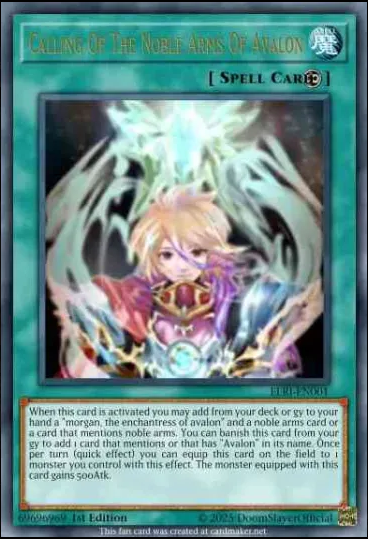 Calling Of The Noble Arms Of Avalon
[ Spell Card ]
ELRI-EN001
When this card is activated you may add from your deck or gy to your
hand a "morgan, the enchantress of avalon" and a noble arms card or
a card that mentions noble arms. You can banish this card from your
gy to add 1 card that mentions or that has "Avalon" in its name. Once
per turn (quick effect) you can equip this card on the field to 1
monster you control with this effect. The monster equipped with this
card gains 500Atk.
69696969 1st Edition
© 2025 DoomSlayerOfficial
This fan card was created at cardmaker.net